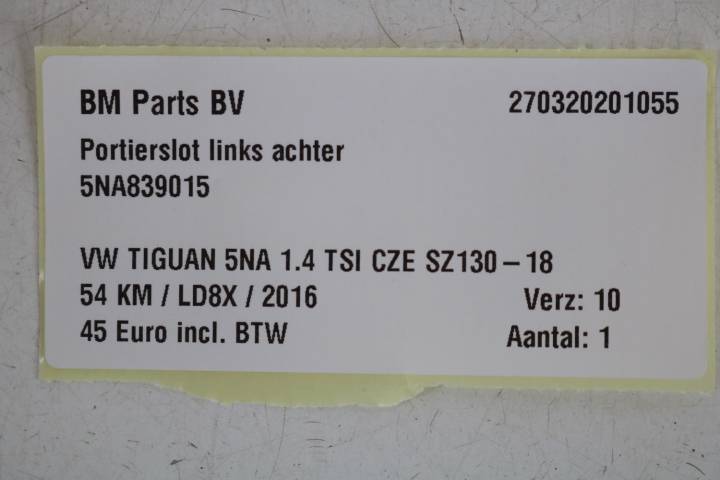 BM Parts BV 270320201055
Portierslot links achter
5NA839015
VW TIGUAN 5NA 1.4 TSI CZE SZ130 – 18
54 KM / LD8X / 2016 Verz: 10
45 Euro incl. BTW Aantal: 1